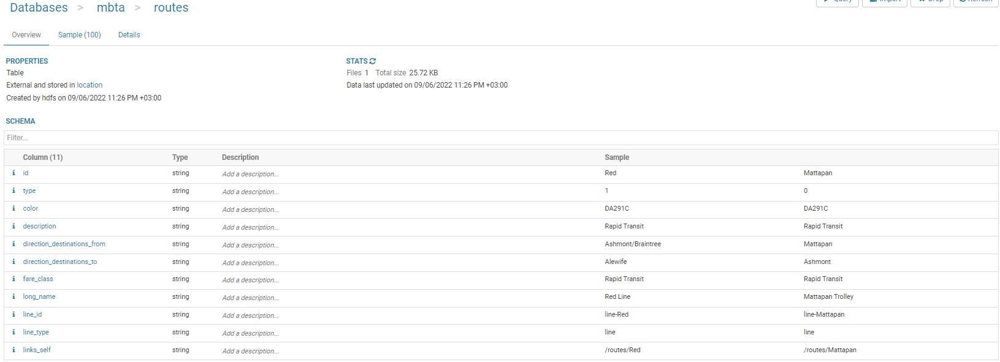 Databases > mbta > routes
Query Import Drop Refresh
Overview Sample (100) Details
PROPERTIES
Table
External and stored in location
Created by hdfs on 09/06/2022 11:26 PM +03:00
STATS
Files 1 Total size 25.72 KB
Data last updated on 09/06/2022 11:26 PM +03:00
SCHEMA
Filter...
Column (11) Type Description Sample
id string Add a description... Red Mattapan
type string Add a description... 1 0
color string Add a description... DA291C DA291C
description string Add a description... Rapid Transit Rapid Transit
direction_destinations_from string Add a description... Ashmont/Braintree Mattapan
direction_destinations_to string Add a description... Alewife Ashmont
fare_class string Add a description... Rapid Transit Rapid Transit
long_name string Add a description... Red Line Mattapan Trolley
line_id string Add a description... line-Red line-Mattapan
line_type string Add a description... line line
links_self string Add a description... /routes/Red /routes/Mattapan